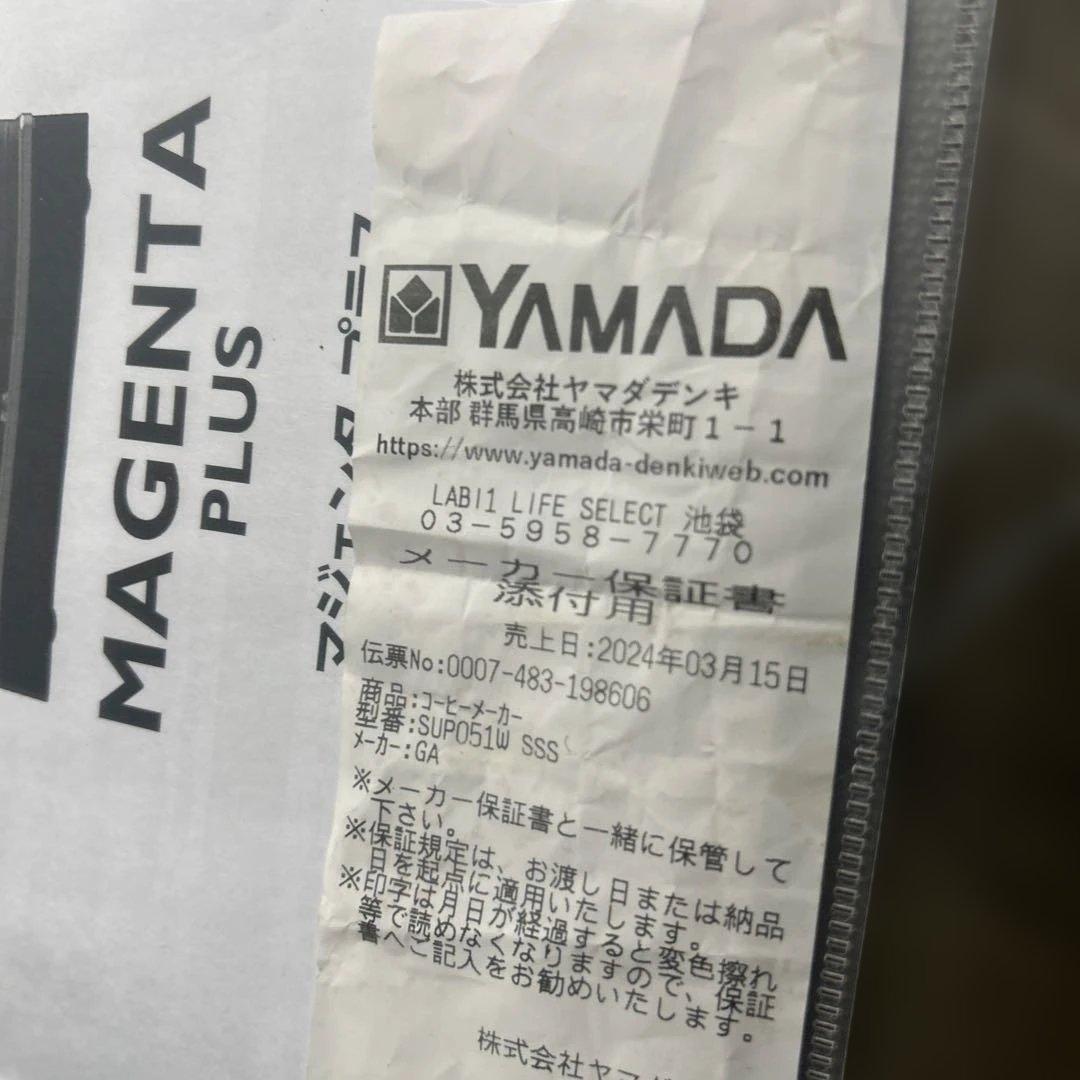 MAGENTA
PLUS
マジェンタ プラス
YAMADA
株式会社ヤマダデンキ
本部 群馬県高崎市栄町1-1
https://www.yamada-denkiweb.com
LABI1 LIFE SELECT 池袋
03-5958-7770
メーカー保証書
添付用
売上日:2024年03月15日
伝票No:0007-483-198606
商品:コーヒーメーカー
型番:SUP051W SSS
メーカー:GA
※メーカー保証書と一緒に保管して
下さい。
※保証規定は、お渡し日または納品
日を起点に適用いたします。
※印字は月日が経過すると変色擦れ
等で読めなくなりますので、保証
書へご記入をお勧めいたします。
株式会社ヤマダ